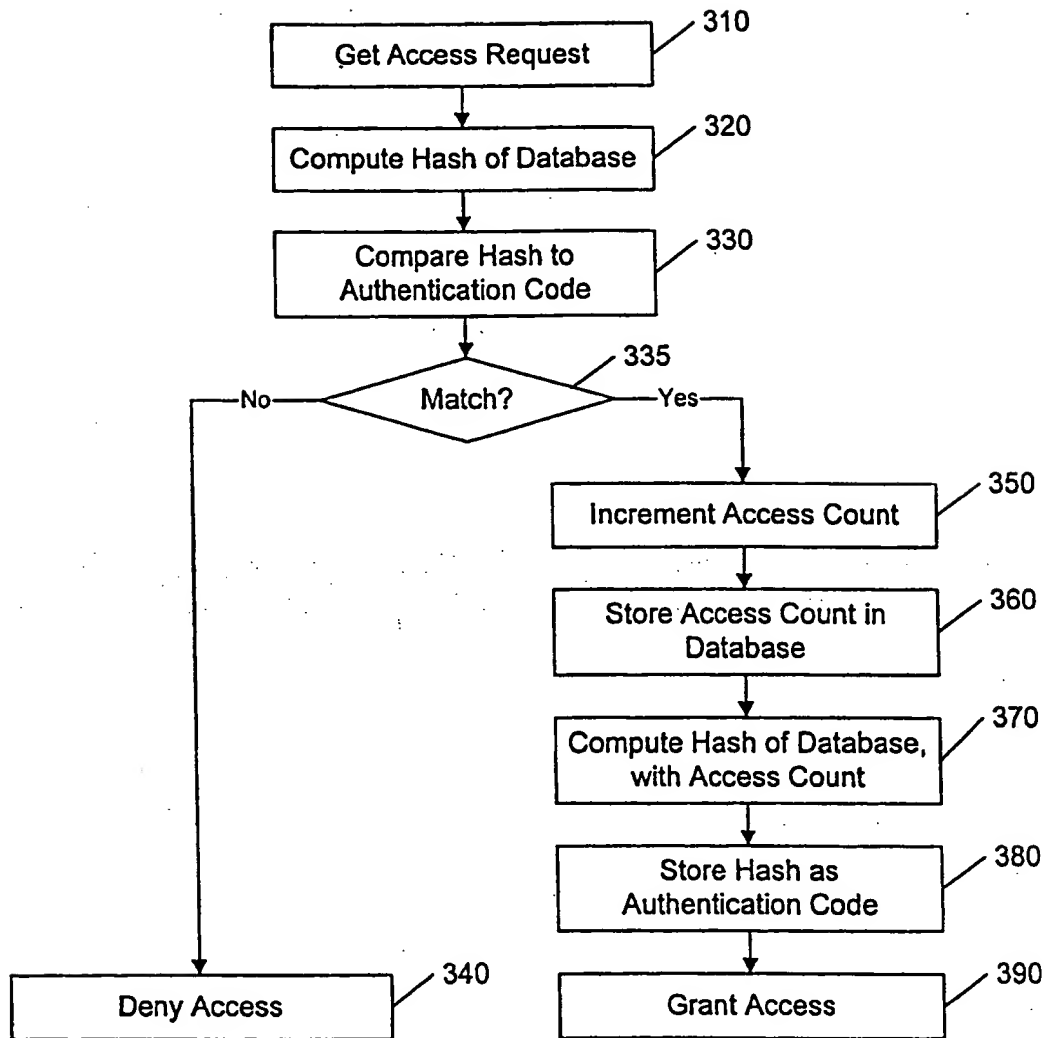 310
Get Access Request
320
Compute Hash of Database
330
Compare Hash to
Authentication Code
335
No
Match?
Yes
350
Increment Access Count
360
Store Access Count in
Database
370
Compute Hash of Database,
with Access Count
380
Store Hash as
Authentication Code
340
Deny Access
390
Grant Access